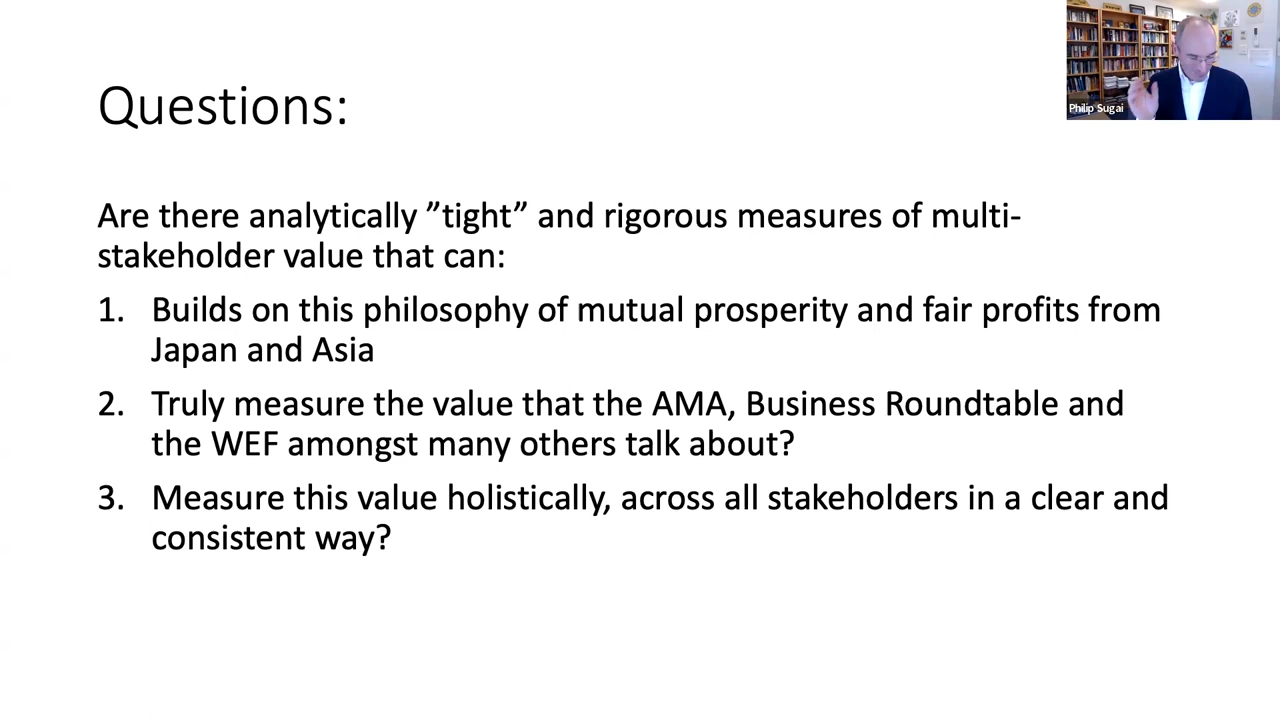 Philip Sugai
Questions:
Are there analytically ”tight” and rigorous measures of multi-
stakeholder value that can:
1. Builds on this philosophy of mutual prosperity and fair profits from
Japan and Asia
2. Truly measure the value that the AMA, Business Roundtable and
the WEF amongst many others talk about?
3. Measure this value holistically, across all stakeholders in a clear and
consistent way?